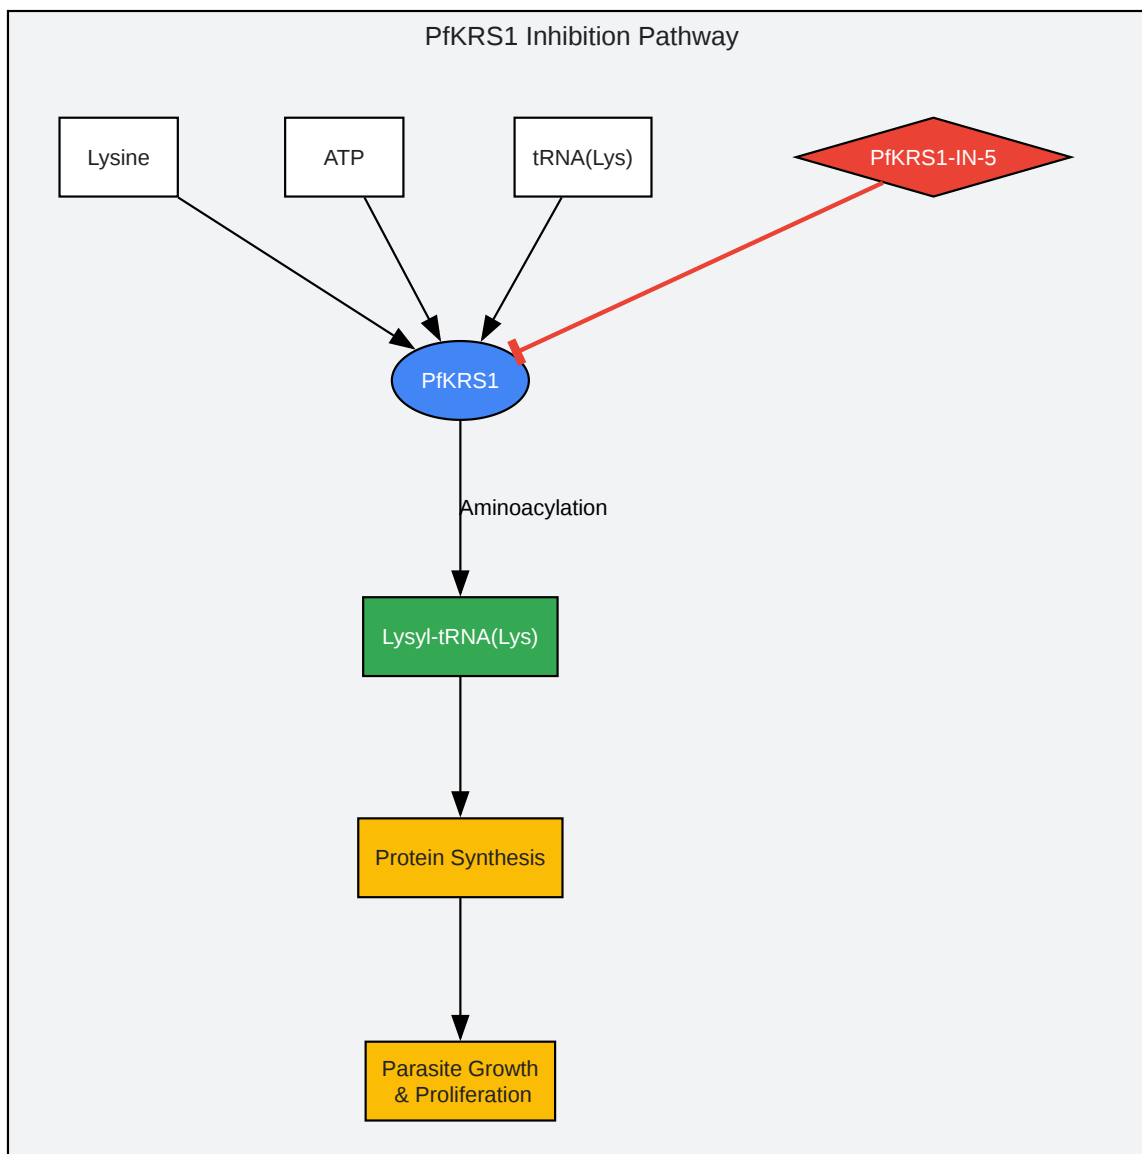 PfKRS1 Inhibition Pathway
Lysine
ATP
tRNA(Lys)
PfKRS1-IN-5
PfKRS1
Aminoacylation
Lysyl-tRNA(Lys)
Protein Synthesis
Parasite Growth
& Proliferation